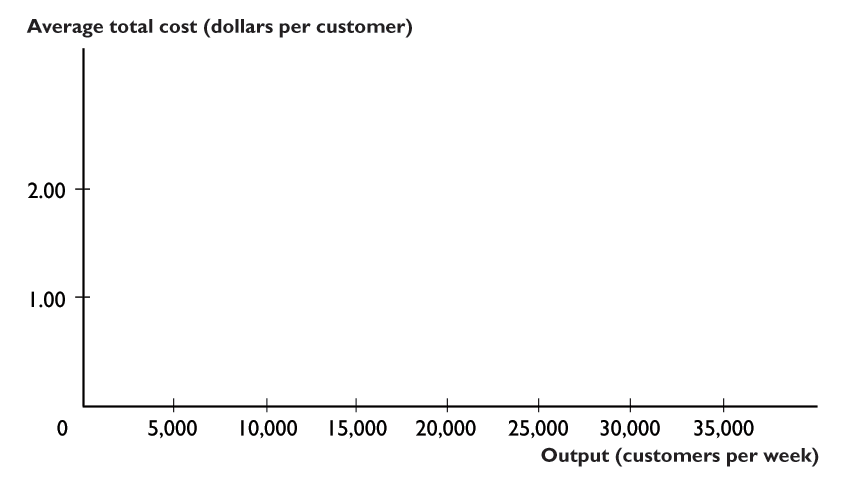 Average total cost (dollars per customer)
2.00
1.00
0 5,000 10,000 15,000 20,000 25,000 30,000 35,000
Output (customers per week)